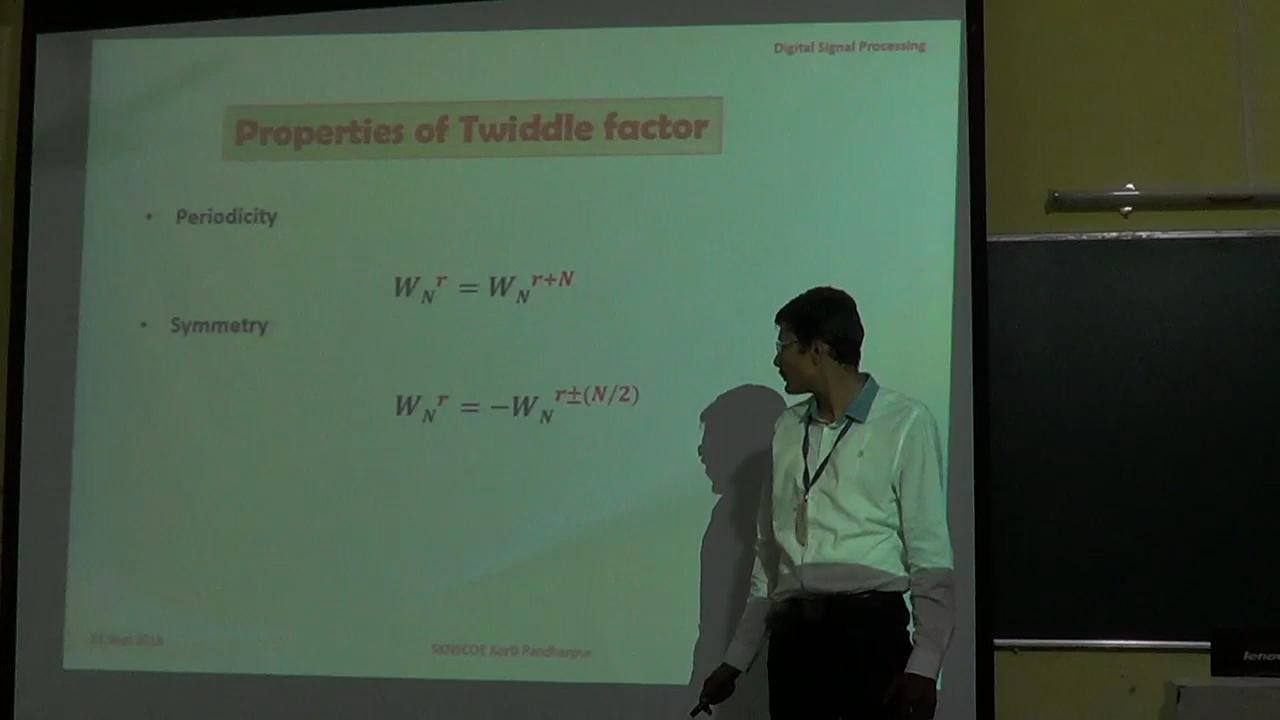 Digital Signal Processing
Properties of Twiddle factor
• Periodicity
W_N^r = W_N^{r+N}
• Symmetry
W_N^r = −W_N^{r±(N/2)}
SKNSCOE Korti Pandharpur
lenovo